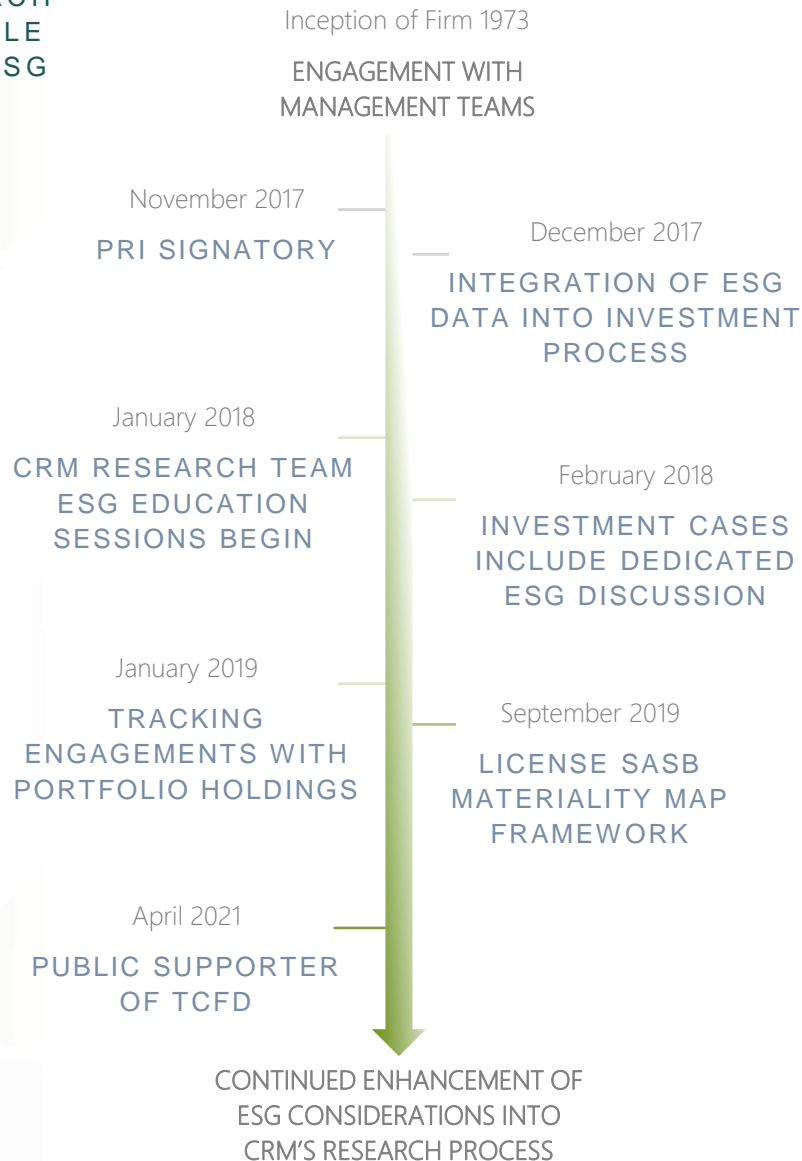 LE
SG
Inception of Firm 1973
ENGAGEMENT WITH
MANAGEMENT TEAMS
November 2017
PRI SIGNATORY
December 2017
INTEGRATION OF ESG
DATA INTO INVESTMENT
PROCESS
January 2018
CRM RESEARCH TEAM
ESG EDUCATION
SESSIONS BEGIN
February 2018
INVESTMENT CASES
INCLUDE DEDICATED
ESG DISCUSSION
January 2019
TRACKING
ENGAGEMENTS WITH
PORTFOLIO HOLDINGS
September 2019
LICENSE SASB
MATERIALITY MAP
FRAMEWORK
April 2021
PUBLIC SUPPORTER
OF TCFD
CONTINUED ENHANCEMENT OF
ESG CONSIDERATIONS INTO
CRM'S RESEARCH PROCESS